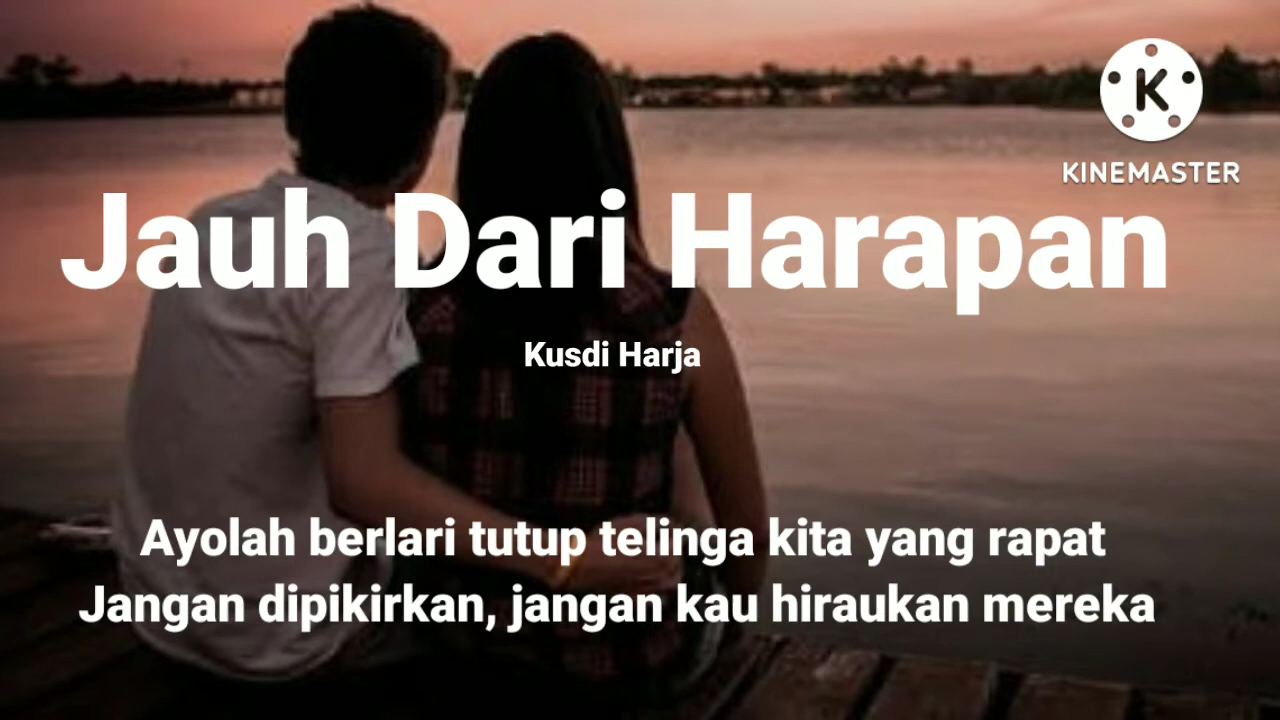 KINEMASTER
Jauh Dari Harapan
Kusdi Harja
Ayolah berlari tutup telinga kita yang rapat
Jangan dipikirkan, jangan kau hiraukan mereka